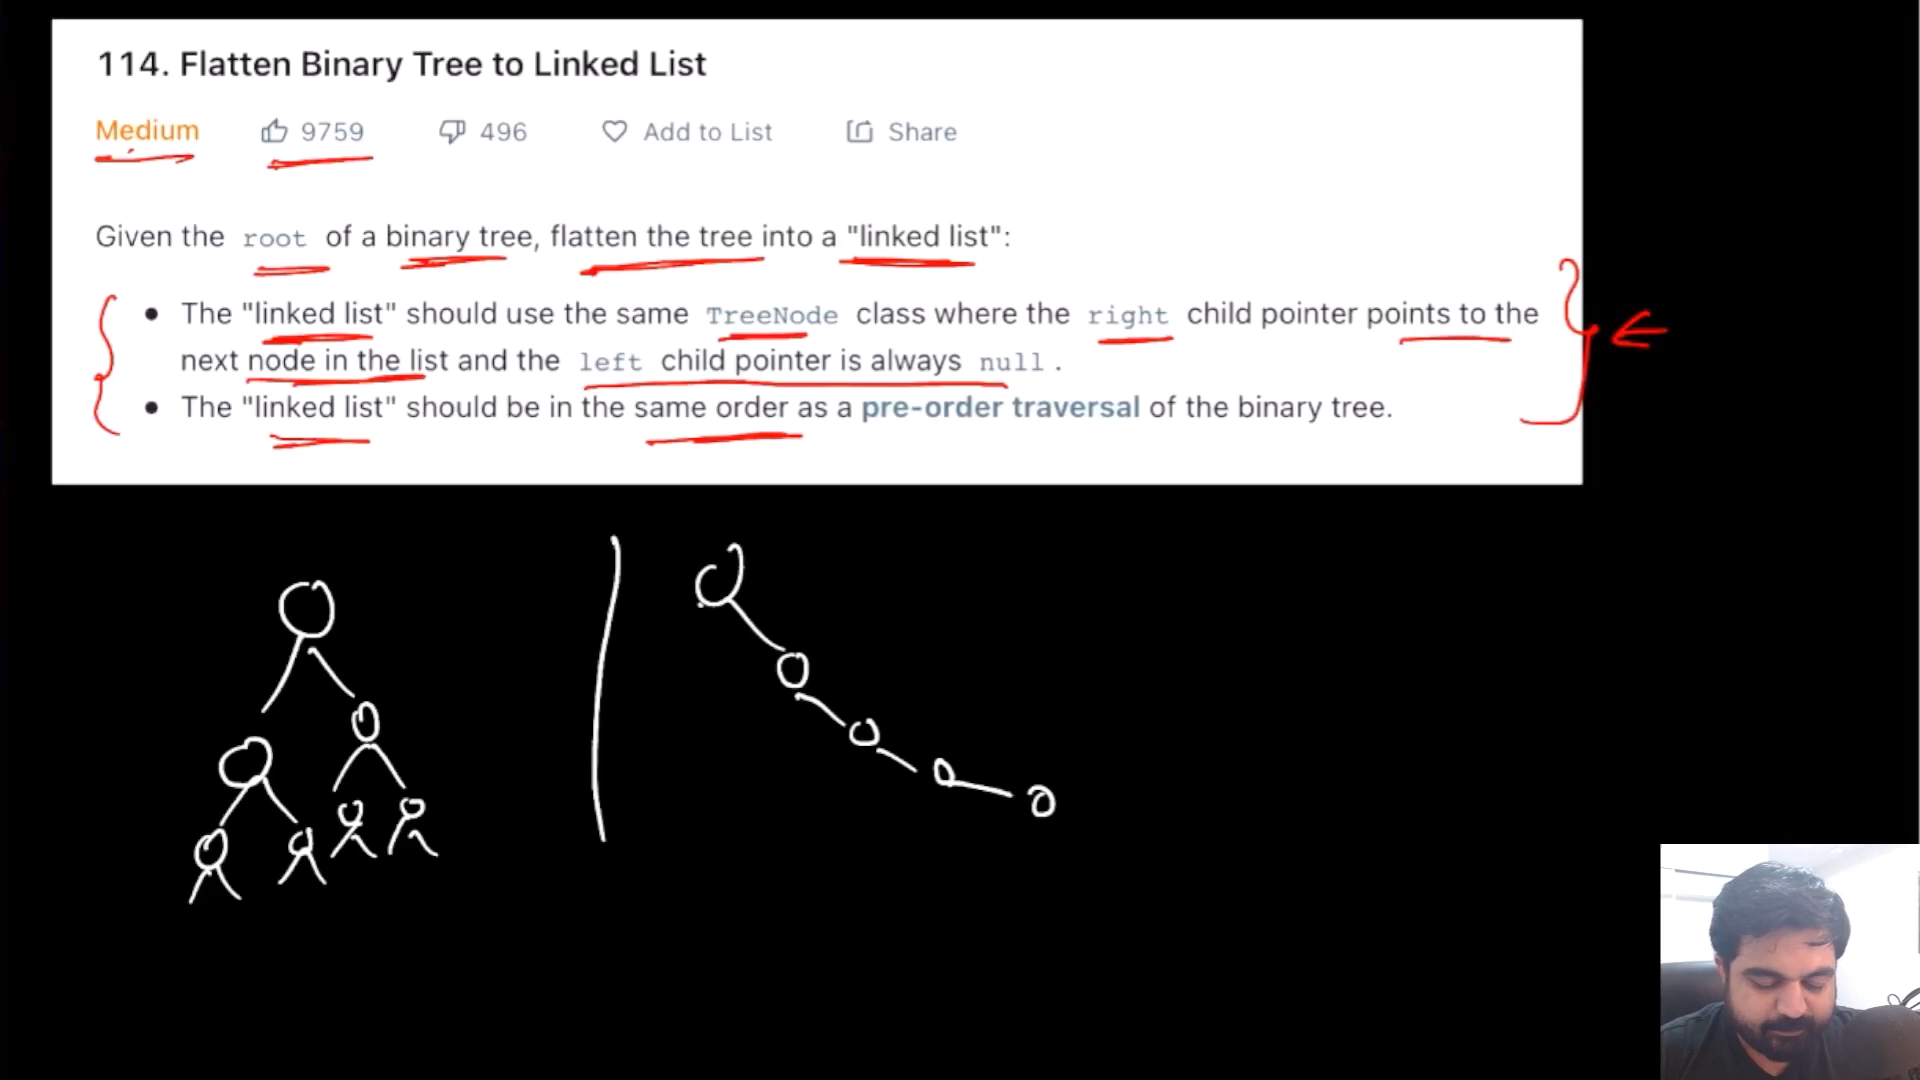 114. Flatten Binary Tree to Linked List
Medium 9759 496 Add to List Share
Given the root of a binary tree, flatten the tree into a "linked list":
• The "linked list" should use the same TreeNode class where the right child pointer points to the
next node in the list and the left child pointer is always null .
• The "linked list" should be in the same order as a pre-order traversal of the binary tree.